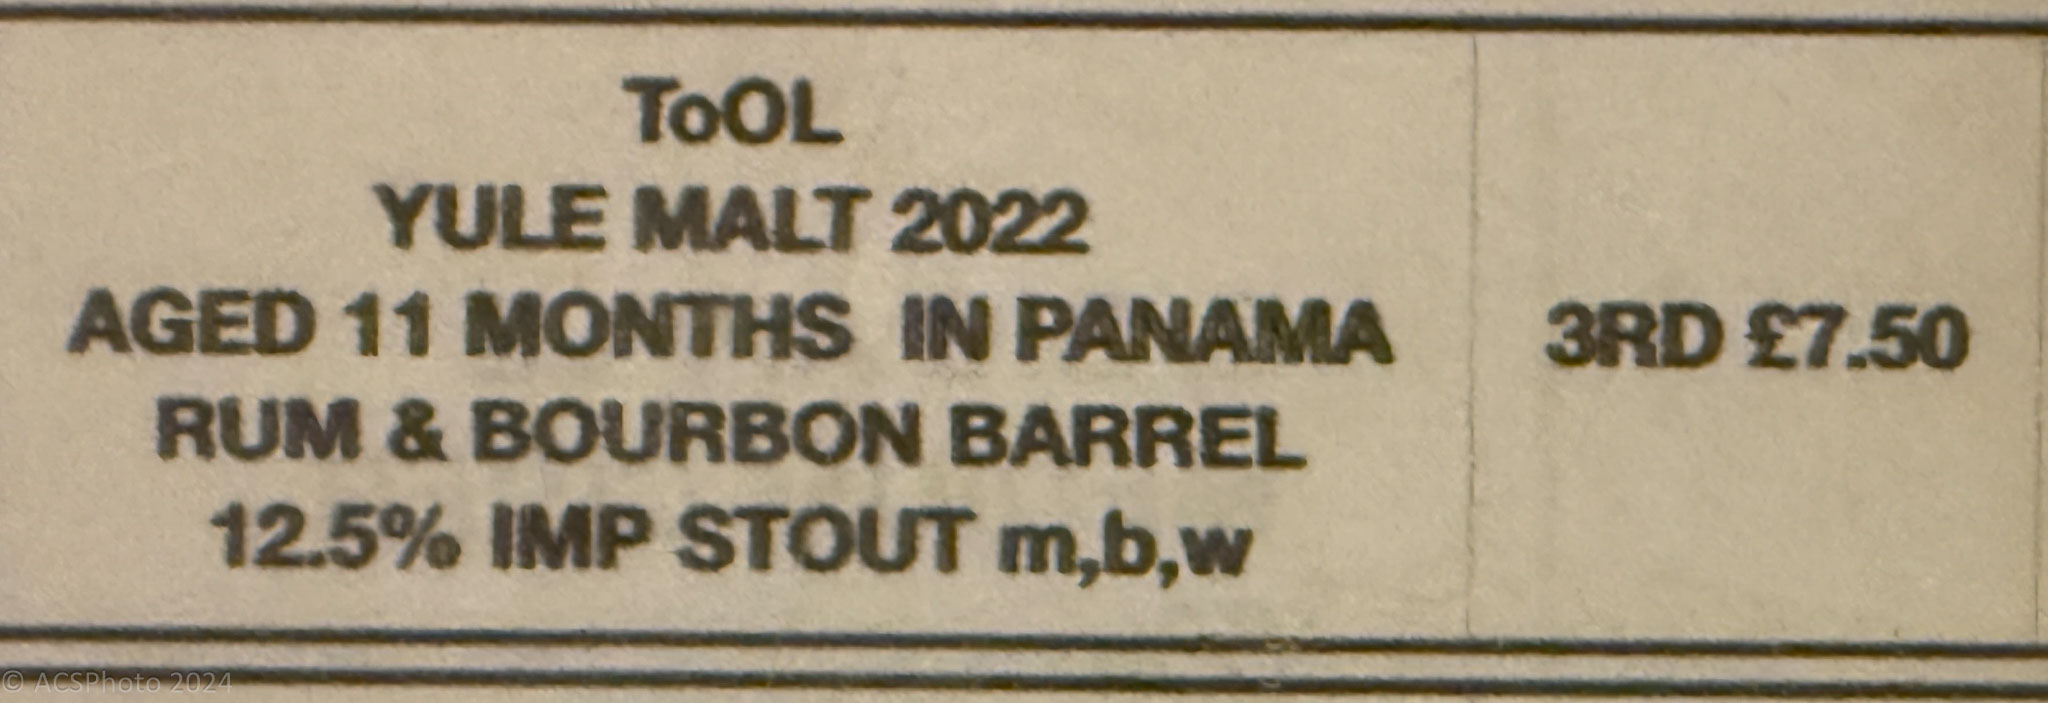 ToOL
YULE MALT 2022
AGED 11 MONTHS IN PANAMA
RUM & BOURBON BARREL
12.5% IMP STOUT m,b,w
3RD £7.50
© ACSPhoto 2024